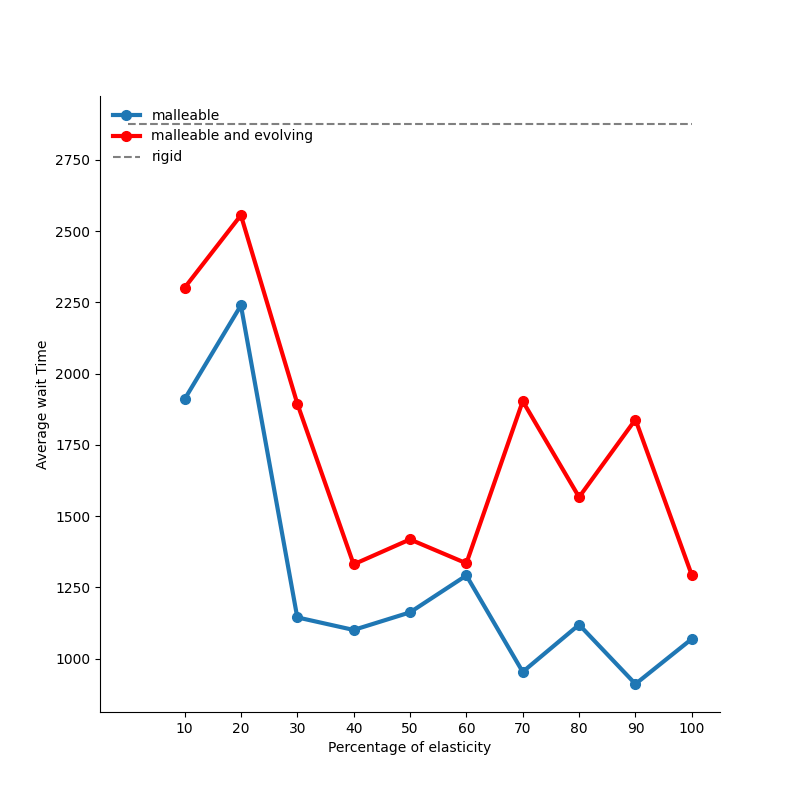 malleable
malleable and evolving
rigid
2750
2500
2250
2000
1750
1500
1250
1000
Average wait Time
10 20 30 40 50 60 70 80 90 100
Percentage of elasticity